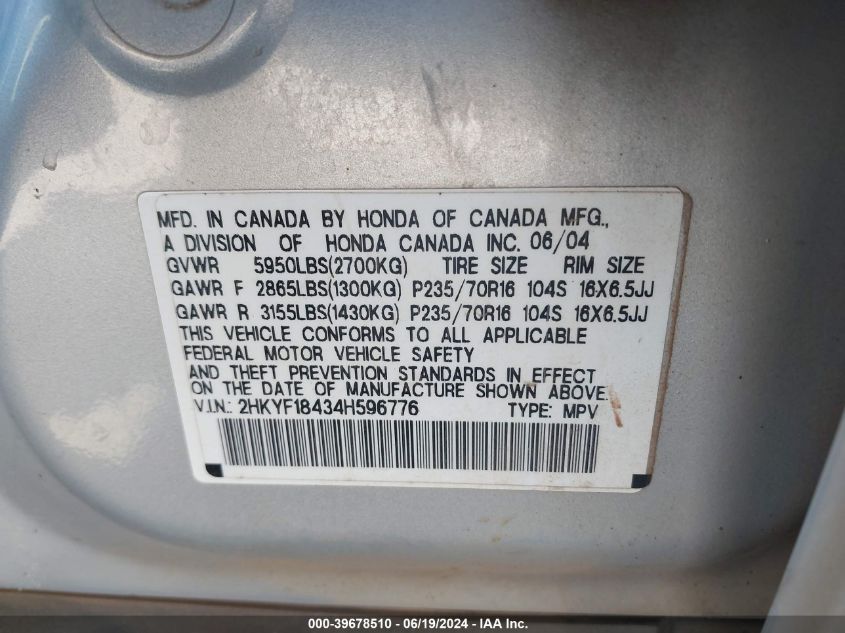 MFD. IN CANADA BY HONDA OF CANADA MFG.,
A DIVISION OF HONDA CANADA INC. 06/04
GVWR 5950LBS(2700KG) TIRE SIZE RIM SIZE
GAWR F 2865LBS(1300KG) P235/70R16 104S 16X6.5JJ
GAWR R 3155LBS(1430KG) P235/70R16 104S 16X6.5JJ
THIS VEHICLE CONFORMS TO ALL APPLICABLE
FEDERAL MOTOR VEHICLE SAFETY
AND THEFT PREVENTION STANDARDS IN EFFECT
ON THE DATE OF MANUFACTURE SHOWN ABOVE.
V.I.N.: 2HKYF18434H596776 TYPE: MPV
000-39678510 - 06/19/2024 - IAA Inc.